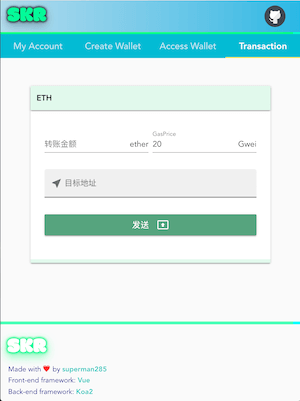 SKR
My Account Create Wallet Access Wallet Transaction
ETH
GasPrice
转账金额 ether 20 Gwei
目标地址
发送
SKR
Made with ❤️ by superman285
Front-end framework: Vue
Back-end framework: Koa2